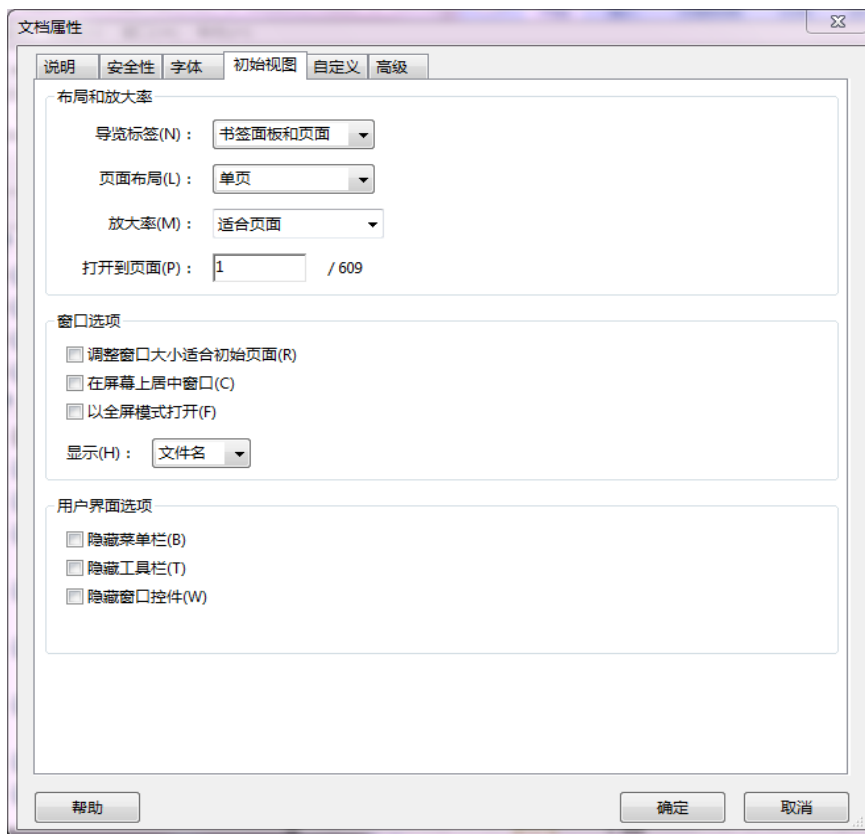 文档属性
说明 安全性 字体 初始视图 自定义 高级
布局和放大率
导览标签(N)： 书签面板和页面
页面布局(L)： 单页
放大率(M)： 适合页面
打开到页面(P)： 1 / 609
窗口选项
调整窗口大小适合初始页面(R)
在屏幕上居中窗口(C)
以全屏模式打开(F)
显示(H)： 文件名
用户界面选项
隐藏菜单栏(B)
隐藏工具栏(T)
隐藏窗口控件(W)
帮助 确定 取消